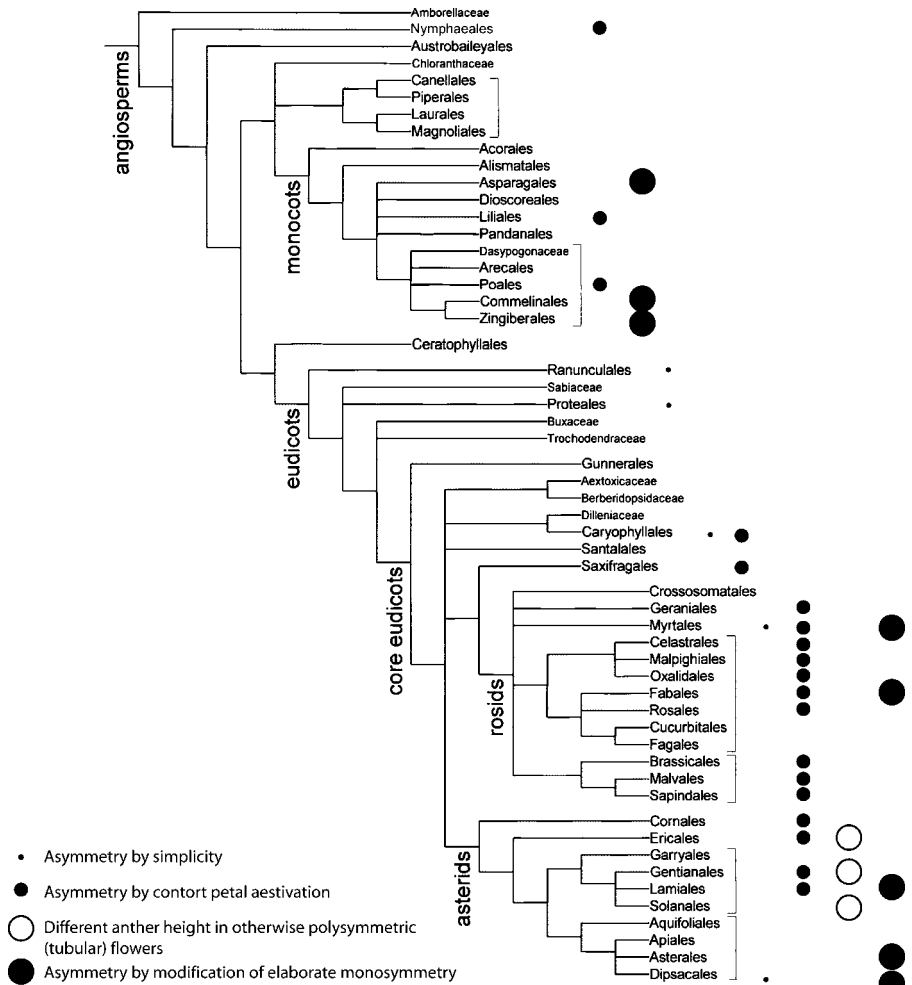 Amborellaceae
Nymphaeales
Austrobaileyales
Chloranthaceae
Canellales
Piperales
Laurales
Magnoliales
Acorales
Alismatales
Asparagales
Dioscoreales
Liliales
Pandanales
Dasypogonaceae
Arecales
Poales
Commelinales
Zingiberales
Ceratophyllales
Ranunculales
Sabiaceae
Proteales
Buxaceae
Trochodendraceae
Gunnerales
Aextoxicaceae
Berberidopsidaceae
Dilleniaceae
Caryophyllales
Santalales
Saxifragales
Crossosomatales
Geraniales
Myrtales
Celastrales
Malpighiales
Oxalidales
Fabales
Rosales
Cucurbitales
Fagales
Brassicales
Malvales
Sapindales
Cornales
Ericales
Garryales
Gentianales
Lamiales
Solanales
Aquifoliales
Apiales
Asterales
Dipsacales
angiosperms
monocots
eudicots
core eudicots
rosids
asterids
Asymmetry by simplicity
Asymmetry by contort petal aestivation
Different anther height in otherwise polysymmetric
(tubular) flowers
Asymmetry by modification of elaborate monosymmetry